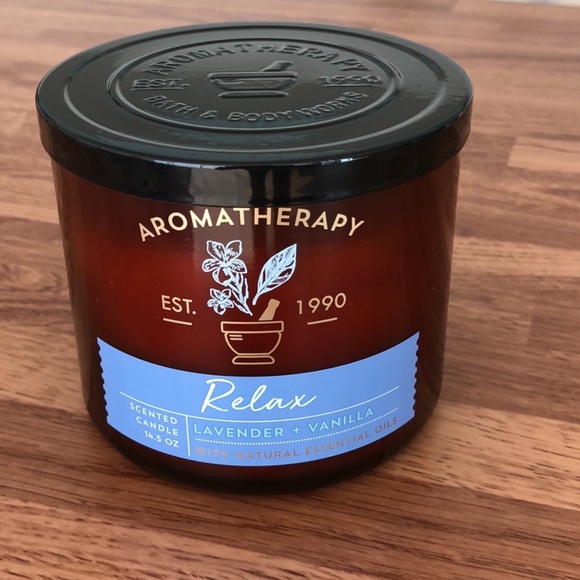 AROMATHERAPY
EST. 1990
BATH & BODY WORKS
AROMATHERAPY
EST. 1990
Relax
SCENTED
CANDLE
14.5 OZ
LAVENDER + VANILLA
WITH NATURAL ESSENTIAL OILS